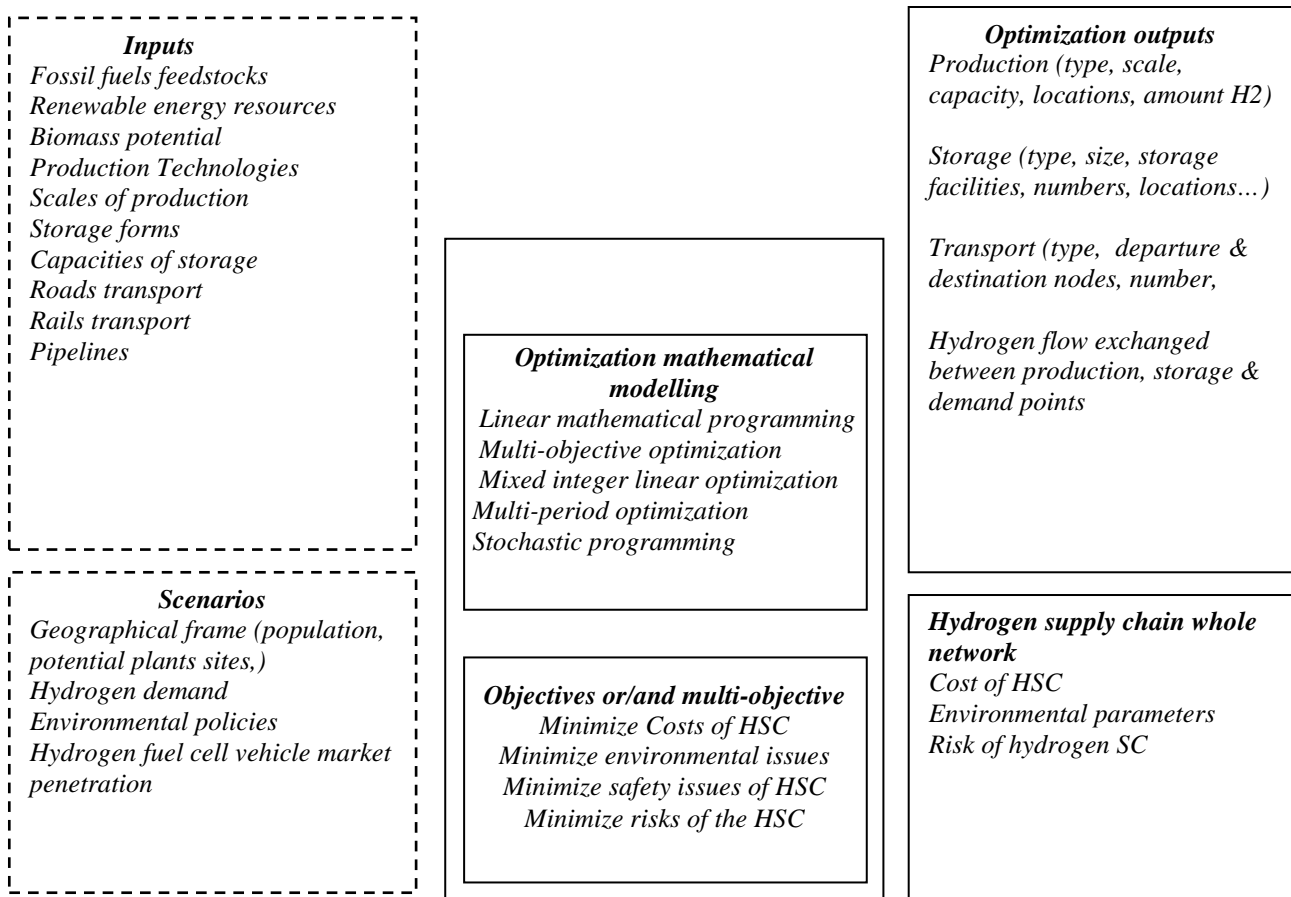 Inputs
Fossil fuels feedstocks
Renewable energy resources
Biomass potential
Production Technologies
Scales of production
Storage forms
Capacities of storage
Roads transport
Rails transport
Pipelines
Scenarios
Geographical frame (population,
potential plants sites,)
Hydrogen demand
Environmental policies
Hydrogen fuel cell vehicle market
penetration
Optimization mathematical
modelling
Linear mathematical programming
Multi-objective optimization
Mixed integer linear optimization
Multi-period optimization
Stochastic programming
Objectives or/and multi-objective
Minimize Costs of HSC
Minimize environmental issues
Minimize safety issues of HSC
Minimize risks of the HSC
Optimization outputs
Production (type, scale,
capacity, locations, amount H2)
Storage (type, size, storage
facilities, numbers, locations…)
Transport (type, departure &
destination nodes, number,
Hydrogen flow exchanged
between production, storage &
demand points
Hydrogen supply chain whole
network
Cost of HSC
Environmental parameters
Risk of hydrogen SC